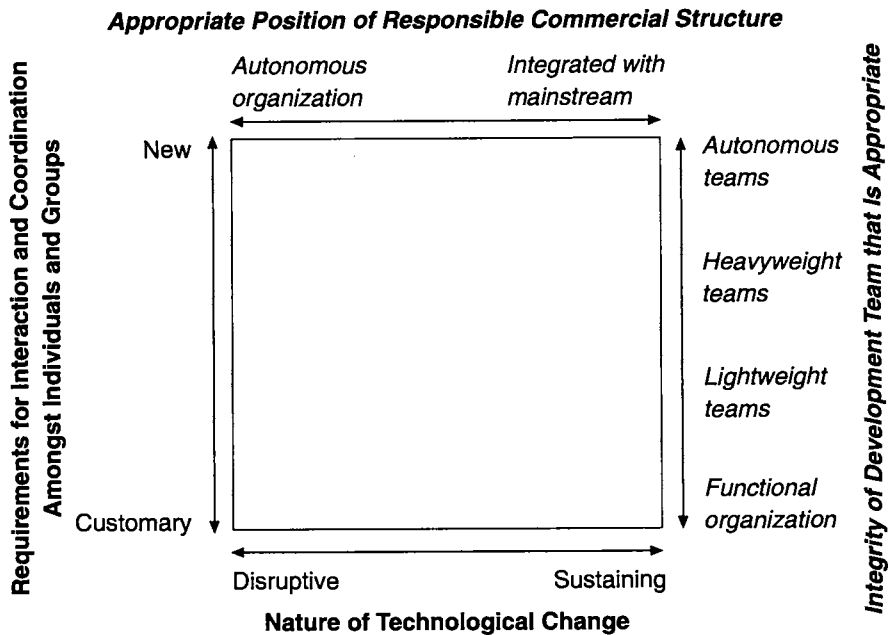 Appropriate Position of Responsible Commercial Structure
Autonomous
organization
Integrated with
mainstream
Requirements for Interaction and Coordination
Amongst Individuals and Groups
New
Customary
Autonomous
teams
Heavyweight
teams
Lightweight
teams
Functional
organization
Integrity of Development Team that Is Appropriate
Disruptive
Sustaining
Nature of Technological Change